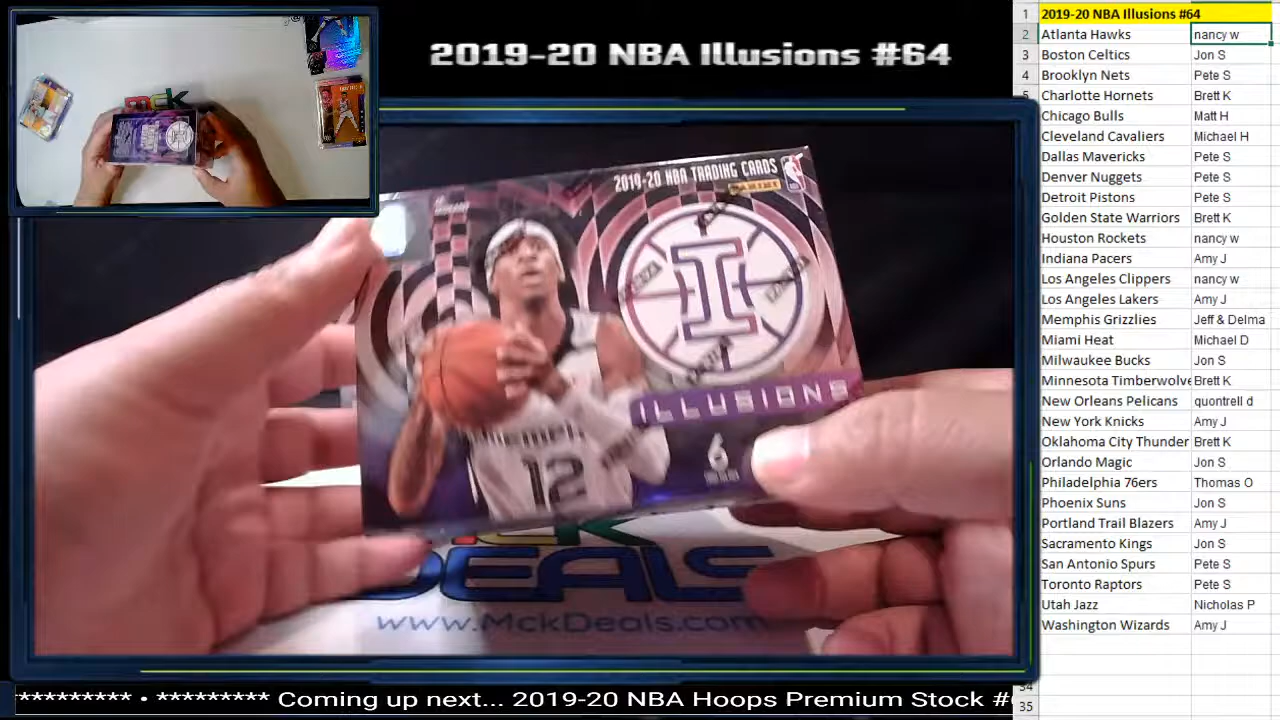 2019-20 NBA Illusions #64
mck
2019-20 NBA TRADING CARDS
PANINI
ILLUSIONS
12
6
DEALS
www.MckDeals.com
********* • ********* Coming up next... 2019-20 NBA Hoops Premium Stock #
1 2019-20 NBA Illusions #64
2 Atlanta Hawks nancy w
3 Boston Celtics Jon S
4 Brooklyn Nets Pete S
5 Charlotte Hornets Brett K
Chicago Bulls Matt H
Cleveland Cavaliers Michael H
Dallas Mavericks Pete S
Denver Nuggets Pete S
Detroit Pistons Pete S
Golden State Warriors Brett K
Houston Rockets nancy w
Indiana Pacers Amy J
Los Angeles Clippers nancy w
Los Angeles Lakers Amy J
Memphis Grizzlies Jeff & Delma
Miami Heat Michael D
Milwaukee Bucks Jon S
Minnesota Timberwolve Brett K
New Orleans Pelicans quontrell d
New York Knicks Amy J
Oklahoma City Thunder Brett K
Orlando Magic Jon S
Philadelphia 76ers Thomas O
Phoenix Suns Jon S
Portland Trail Blazers Amy J
Sacramento Kings Jon S
San Antonio Spurs Pete S
Toronto Raptors Pete S
Utah Jazz Nicholas P
Washington Wizards Amy J
34
35